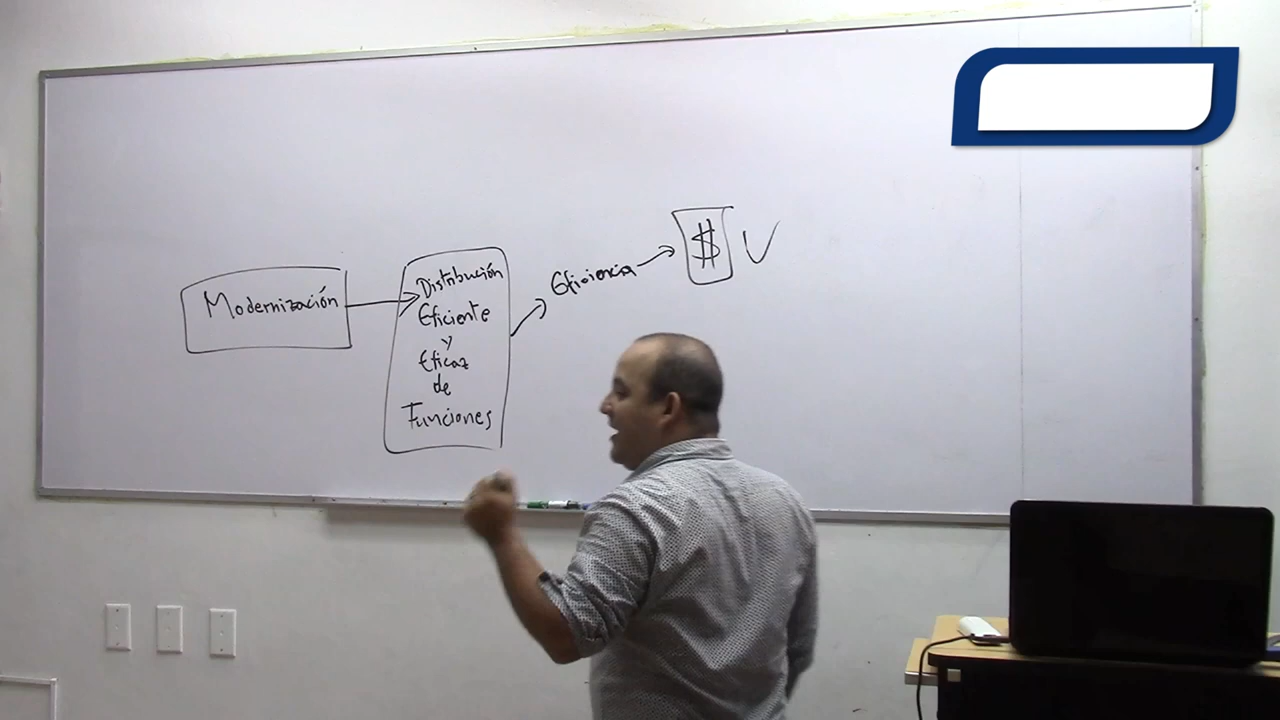 Modernización
Distribución
Eficiente
y
Eficaz
de
Funciones
Eficiencia
$